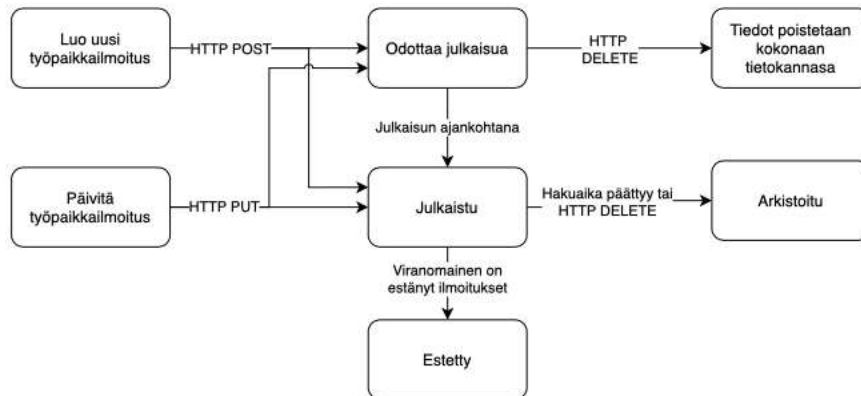 Luo uusi
työpaikkailmoitus
HTTP POST
Odottaa julkaisua
HTTP
DELETE
Tiedot poistetaan
kokonaan
tietokannasa
Julkaisun ajankohtana
Päivitä
työpaikkailmoitus
HTTP PUT
Julkaistu
Hakuaika päättyy tai
HTTP DELETE
Arkistoitu
Viranomainen on
estänyt ilmoitukset
Estetty